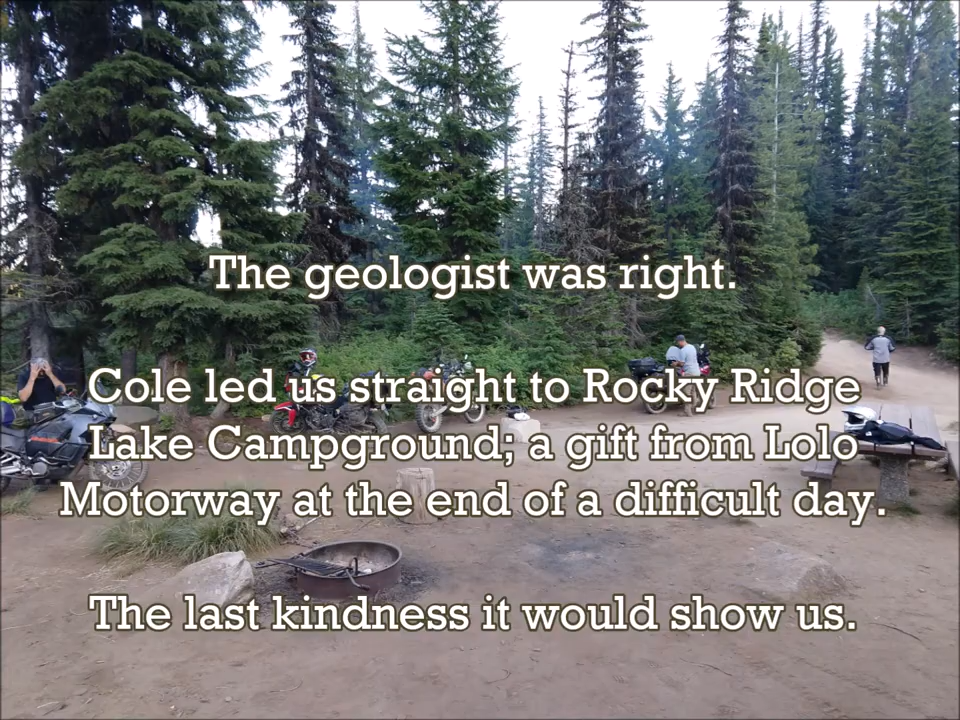 The geologist was right.
Cole led us straight to Rocky Ridge
Lake Campground; a gift from Lolo
Motorway at the end of a difficult day.
The last kindness it would show us.